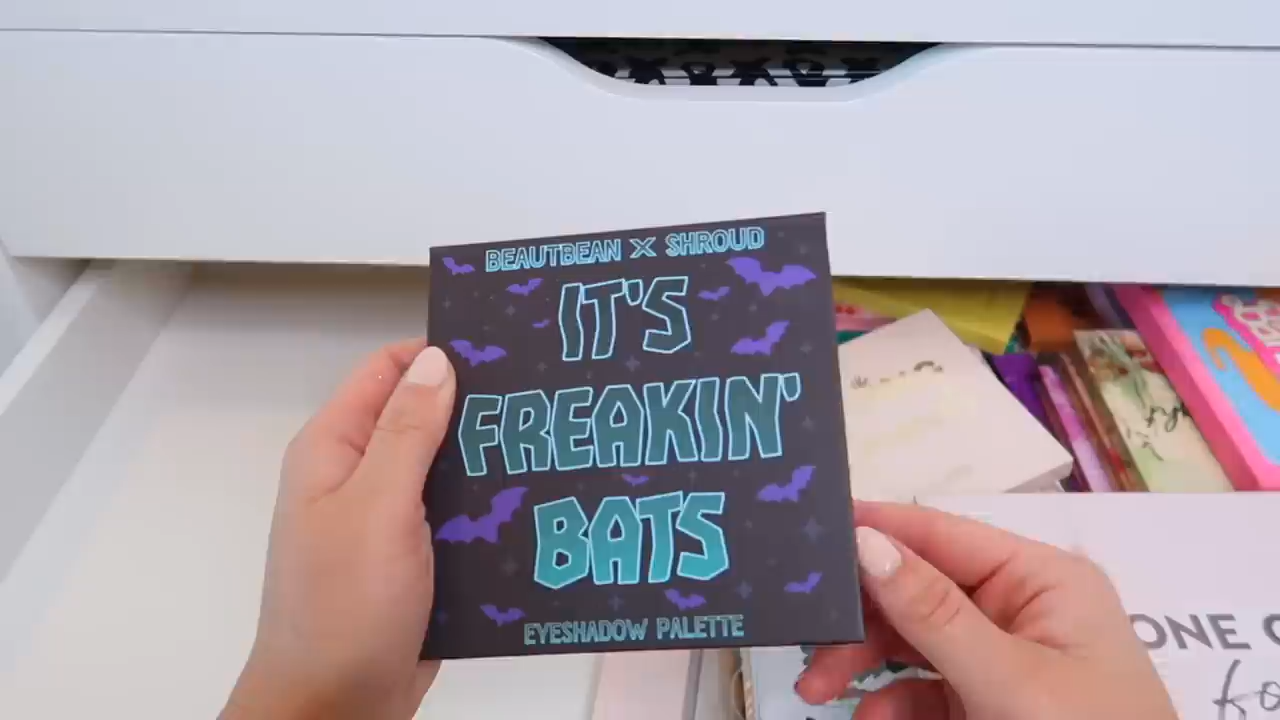 BEAUTBEAN X SHROUD
IT'S
FREAKIN'
BATS
EYESHADOW PALETTE
ONE